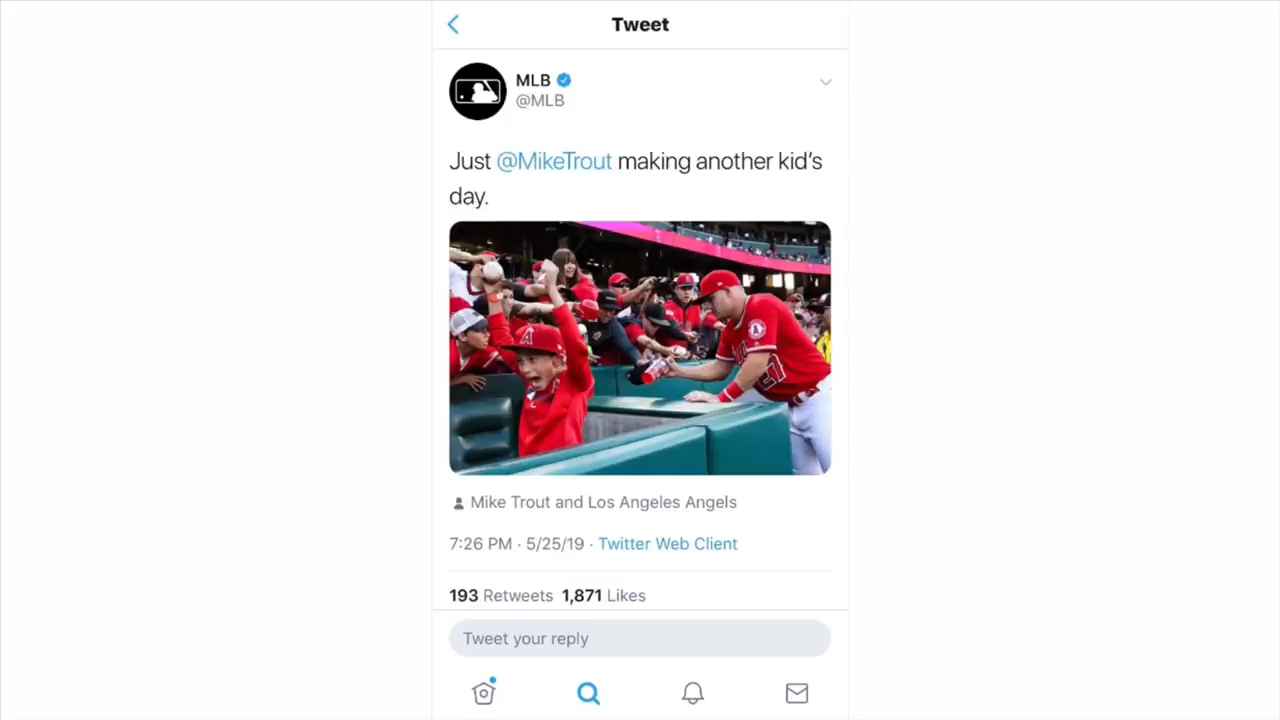 Tweet
MLB
@MLB
Just @MikeTrout making another kid's
day.
A
A
27
Mike Trout and Los Angeles Angels
7:26 PM · 5/25/19 · Twitter Web Client
193 Retweets 1,871 Likes
Tweet your reply